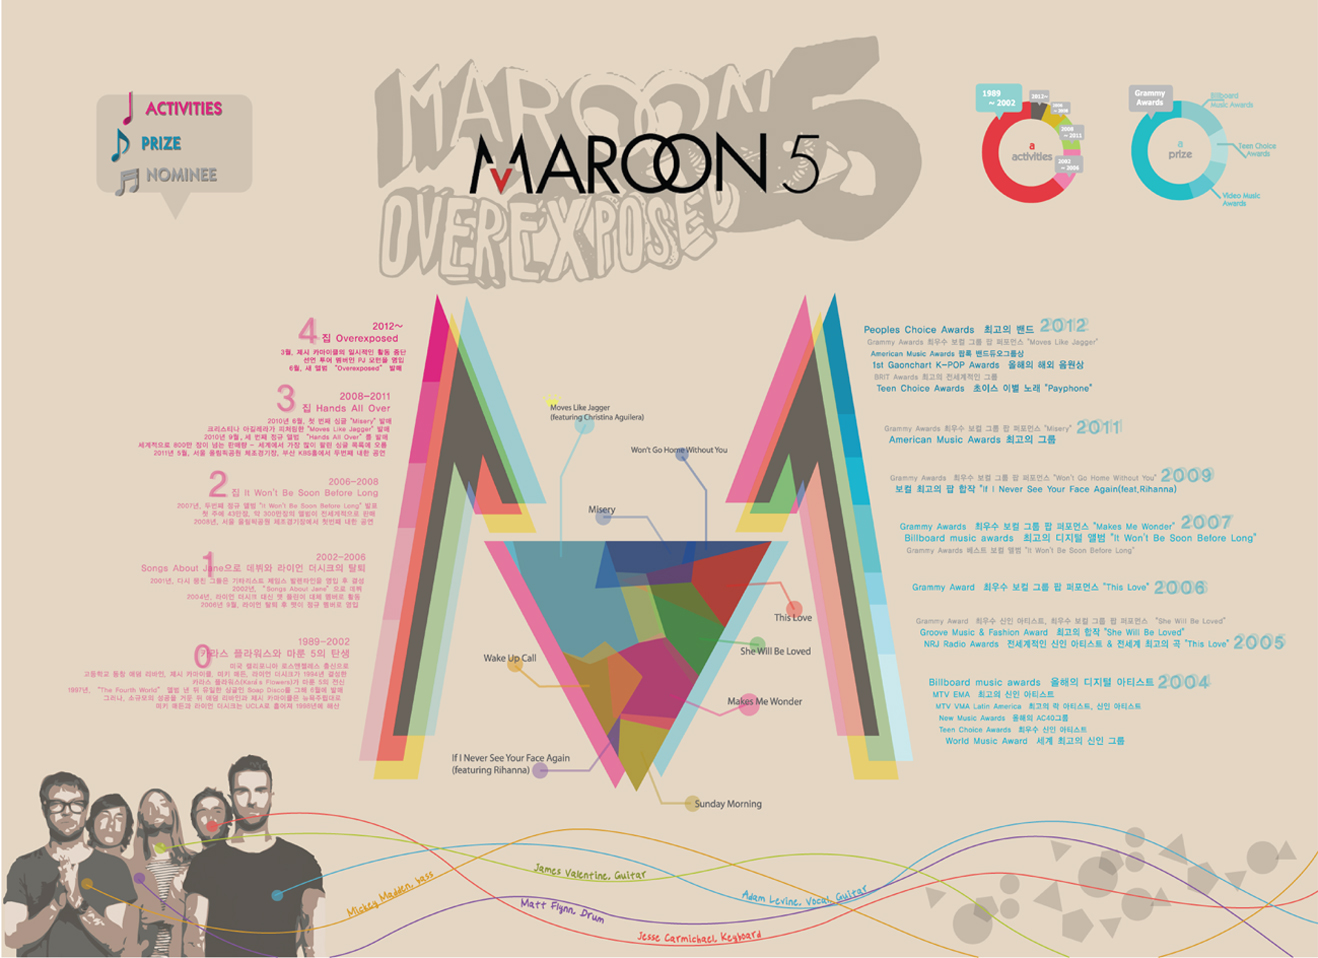 ACTIVITIES
PRIZE
NOMINEE
MAROON 5
OVEREXPOSED
MAROON 5
1989
~ 2002
2012~
2008
~ 2011
2002
~ 2006
a
activities
Grammy
Awards
Billboard
Music Awards
Teen Choice
Awards
Video Music
Awards
a
prize
2012~
4 집 Overexposed
3월, 제시 카마이클의 일시적인 활동 중단
선언 투어 멤버인 PJ 모턴을 영입
6월, 새 앨범 "Overexposed" 발매
2008-2011
3 집 Hands All Over
2010년 6월, 첫 번째 싱글 "Misery" 발매
크리스티나 아길레라가 피처링한 "Moves Like Jagger" 발매
2010년 9월, 세 번째 정규 앨범 "Hands All Over" 를 발매
세계적으로 800만 장이 넘는 판매량 - 세계에서 가장 많이 팔린 싱글 목록에 오름
2011년 5월, 서울 올림픽공원 체조경기장, 부산 KBS홀에서 두번째 내한 공연
2006-2008
2 집 It Won't Be Soon Before Long
2007년, 두번째 정규 앨범 "It Won't Be Soon Before Long" 발표
첫 주에 43만장, 약 300만장의 앨범이 전세계적으로 판매
2008년, 서울 올림픽공원 체조경기장에서 첫번째 내한 공연
2002-2006
1
Songs About Jane으로 데뷔와 라이언 더시크의 탈퇴
2001년, 다시 뭉친 그룹은 기타리스트 제임스 발렌타인을 영입 후 결성
2002년, "Songs About Jane" 으로 데뷔
2004년, 라이언 더시크 대신 맷 플린이 대체 멤버로 활동
2006년 9월, 라이언 탈퇴 후 맷이 정규 멤버로 영입
1989-2002
0
카라스 플라워스와 마룬 5의 탄생
미국 캘리포니아 로스앤젤레스 출신으로
고등학교 동창 애덤 리바인, 제시 카마이클, 미키 매든, 라이언 더시크가 1994년 결성한
카라스 플라워스(Kara's Flowers)가 마룬 5의 전신
1997년, "The Fourth World" 앨범 낸 뒤 유일한 싱글인 Soap Disco를 그해 6월에 발매
그러나, 소규모의 성공을 거둔 뒤 애덤 리바인과 제시 카마이클은 뉴욕주립대로
미키 매든과 라이언 더시크는 UCLA로 흩어져 1998년에 해산
Moves Like Jagger
(featuring Christina Aguilera)
Won't Go Home Without You
Misery
This Love
She Will Be Loved
Wake Up Call
Makes Me Wonder
If I Never See Your Face Again
(featuring Rihanna)
Sunday Morning
Peoples Choice Awards 최고의 밴드 2012
Grammy Awards 최우수 보컬 그룹 팝 퍼포먼스 "Moves Like Jagger"
American Music Awards 팝록 밴드듀오그룹상
1st Gaonchart K-POP Awards 올해의 해외 음원상
BRIT Awards 최고의 전세계적인 그룹
Teen Choice Awards 초이스 이별 노래 "Payphone"
Grammy Awards 최우수 보컬 그룹 팝 퍼포먼스 "Misery" 2011
American Music Awards 최고의 그룹
Grammy Awards 최우수 보컬 그룹 팝 퍼포먼스 "Won't Go Home Without You" 2009
보컬 최고의 팝 합작 "If I Never See Your Face Again(feat,Rihanna)
Grammy Awards 최우수 보컬 그룹 팝 퍼포먼스 "Makes Me Wonder" 2007
Billboard music awards 최고의 디지털 앨범 "It Won't Be Soon Before Long"
Grammy Awards 베스트 보컬 앨범 "It Won't Be Soon Before Long"
Grammy Award 최우수 보컬 그룹 팝 퍼포먼스 "This Love" 2006
Grammy Award 최우수 신인 아티스트, 최우수 보컬 그룹 팝 퍼포먼스 "She Will Be Loved"
Groove Music & Fashion Award 최고의 합작 "She Will Be Loved"
NRJ Radio Awards 전세계적인 신인 아티스트 & 전세계 최고의 곡 "This Love" 2005
Billboard music awards 올해의 디지털 아티스트 2004
MTV EMA 최고의 신인 아티스트
MTV VMA Latin America 최고의 락 아티스트, 신인 아티스트
New Music Awards 올해의 AC40그룹
Teen Choice Awards 최우수 신인 아티스트
World Music Award 세계 최고의 신인 그룹
Mickey Madden, bass
James Valentine, Guitar
Matt Flynn, Drum
Adam Levine, Vocal, Guitar
Jesse Carmichael, Keyboard